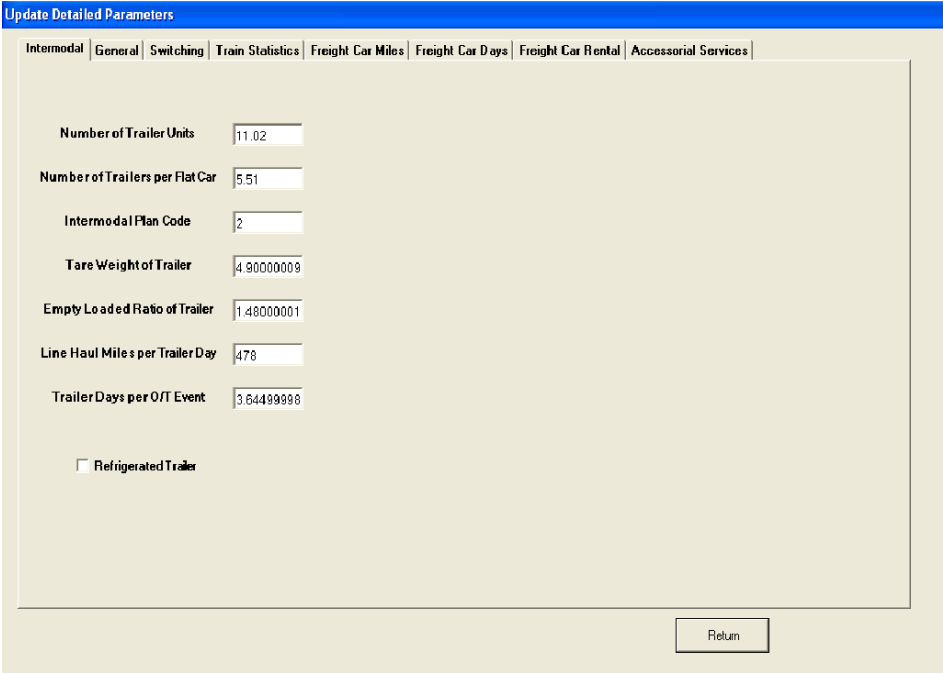 Update Detailed Parameters
Intermodal General Switching Train Statistics Freight Car Miles Freight Car Days Freight Car Rental Accessorial Services
Number of Trailer Units 11.02
Number of Trailers per Flat Car 5.51
Intermodal Plan Code 2
Tare Weight of Trailer 4.90000009
Empty Loaded Ratio of Trailer 1.48000001
Line Haul Miles per Trailer Day 478
Trailer Days per O/T Event 3.64499998
Refrigerated Trailer
Return